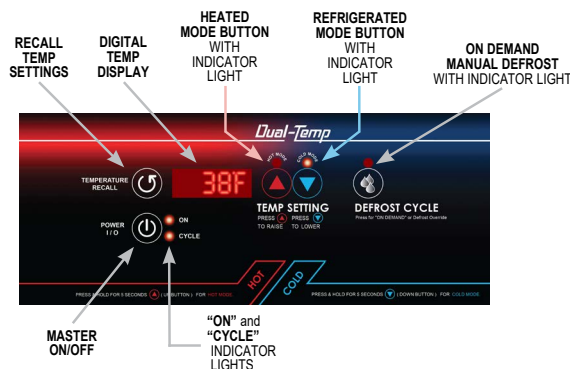 RECALL
TEMP
SETTINGS
DIGITAL
TEMP
DISPLAY
HEATED
MODE BUTTON
WITH
INDICATOR
LIGHT
REFRIGERATED
MODE BUTTON
WITH
INDICATOR
LIGHT
ON DEMAND
MANUAL DEFROST
WITH INDICATOR LIGHT
Dual-Temp
HOT MODE
COLD MODE
TEMPERATURE
RECALL
38F
TEMP SETTING
PRESS PRESS
TO RAISE TO LOWER
DEFROST CYCLE
Press for "ON DEMAND" or Defrost Override
POWER
I / O
ON
CYCLE
HOT
COLD
PRESS & HOLD FOR 5 SECONDS (UP BUTTON) FOR HOT MODE
PRESS & HOLD FOR 5 SECONDS (DOWN BUTTON) FOR COLD MODE
MASTER
ON/OFF
"ON" and
"CYCLE"
INDICATOR
LIGHTS